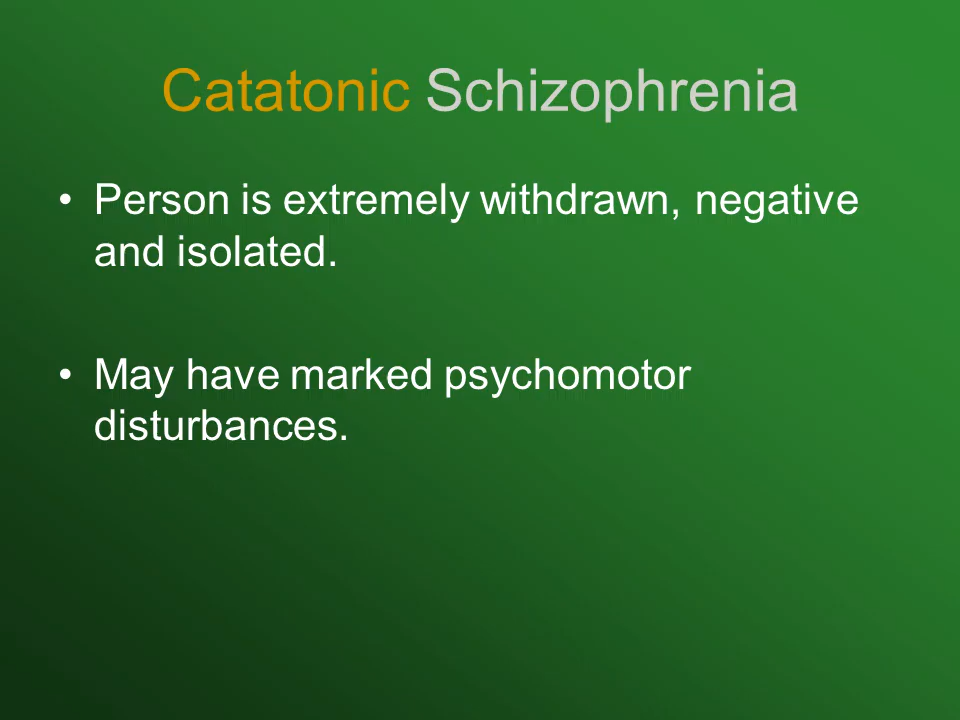 Catatonic Schizophrenia
• Person is extremely withdrawn, negative
and isolated.
• May have marked psychomotor
disturbances.